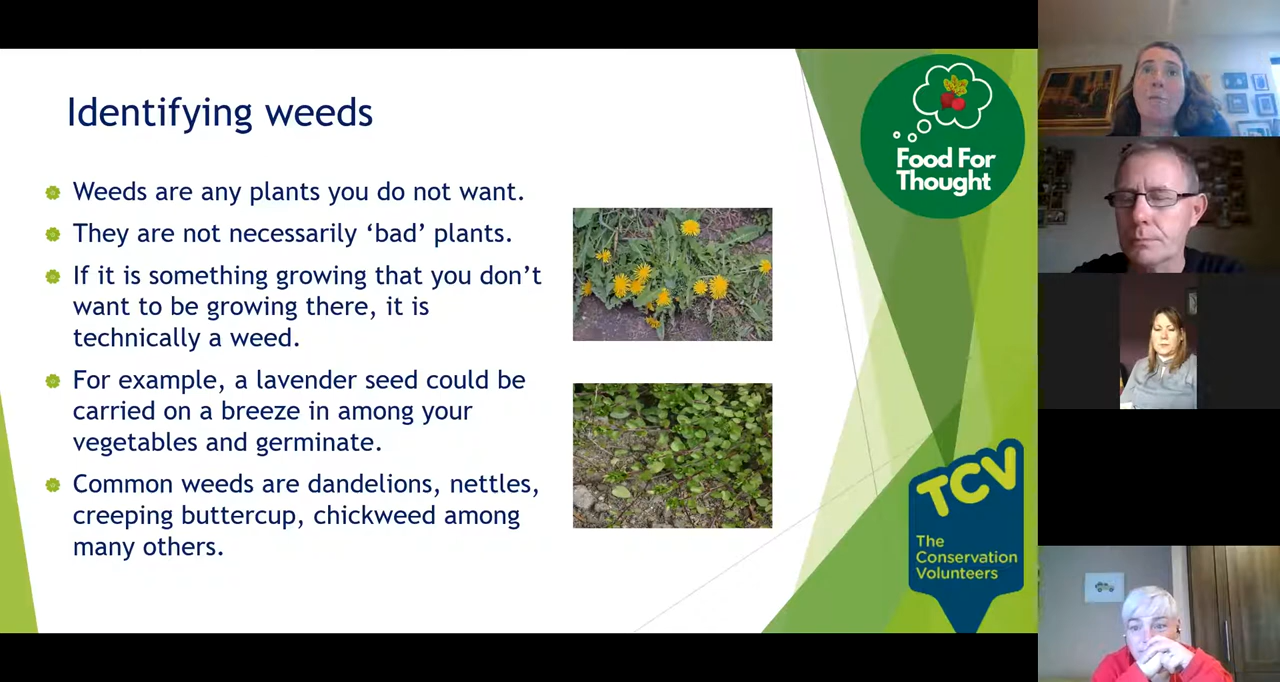 Identifying weeds
Weeds are any plants you do not want.
They are not necessarily ‘bad’ plants.
If it is something growing that you don’t
want to be growing there, it is
technically a weed.
For example, a lavender seed could be
carried on a breeze in among your
vegetables and germinate.
Common weeds are dandelions, nettles,
creeping buttercup, chickweed among
many others.
Food For
Thought
TCV
The
Conservation
Volunteers